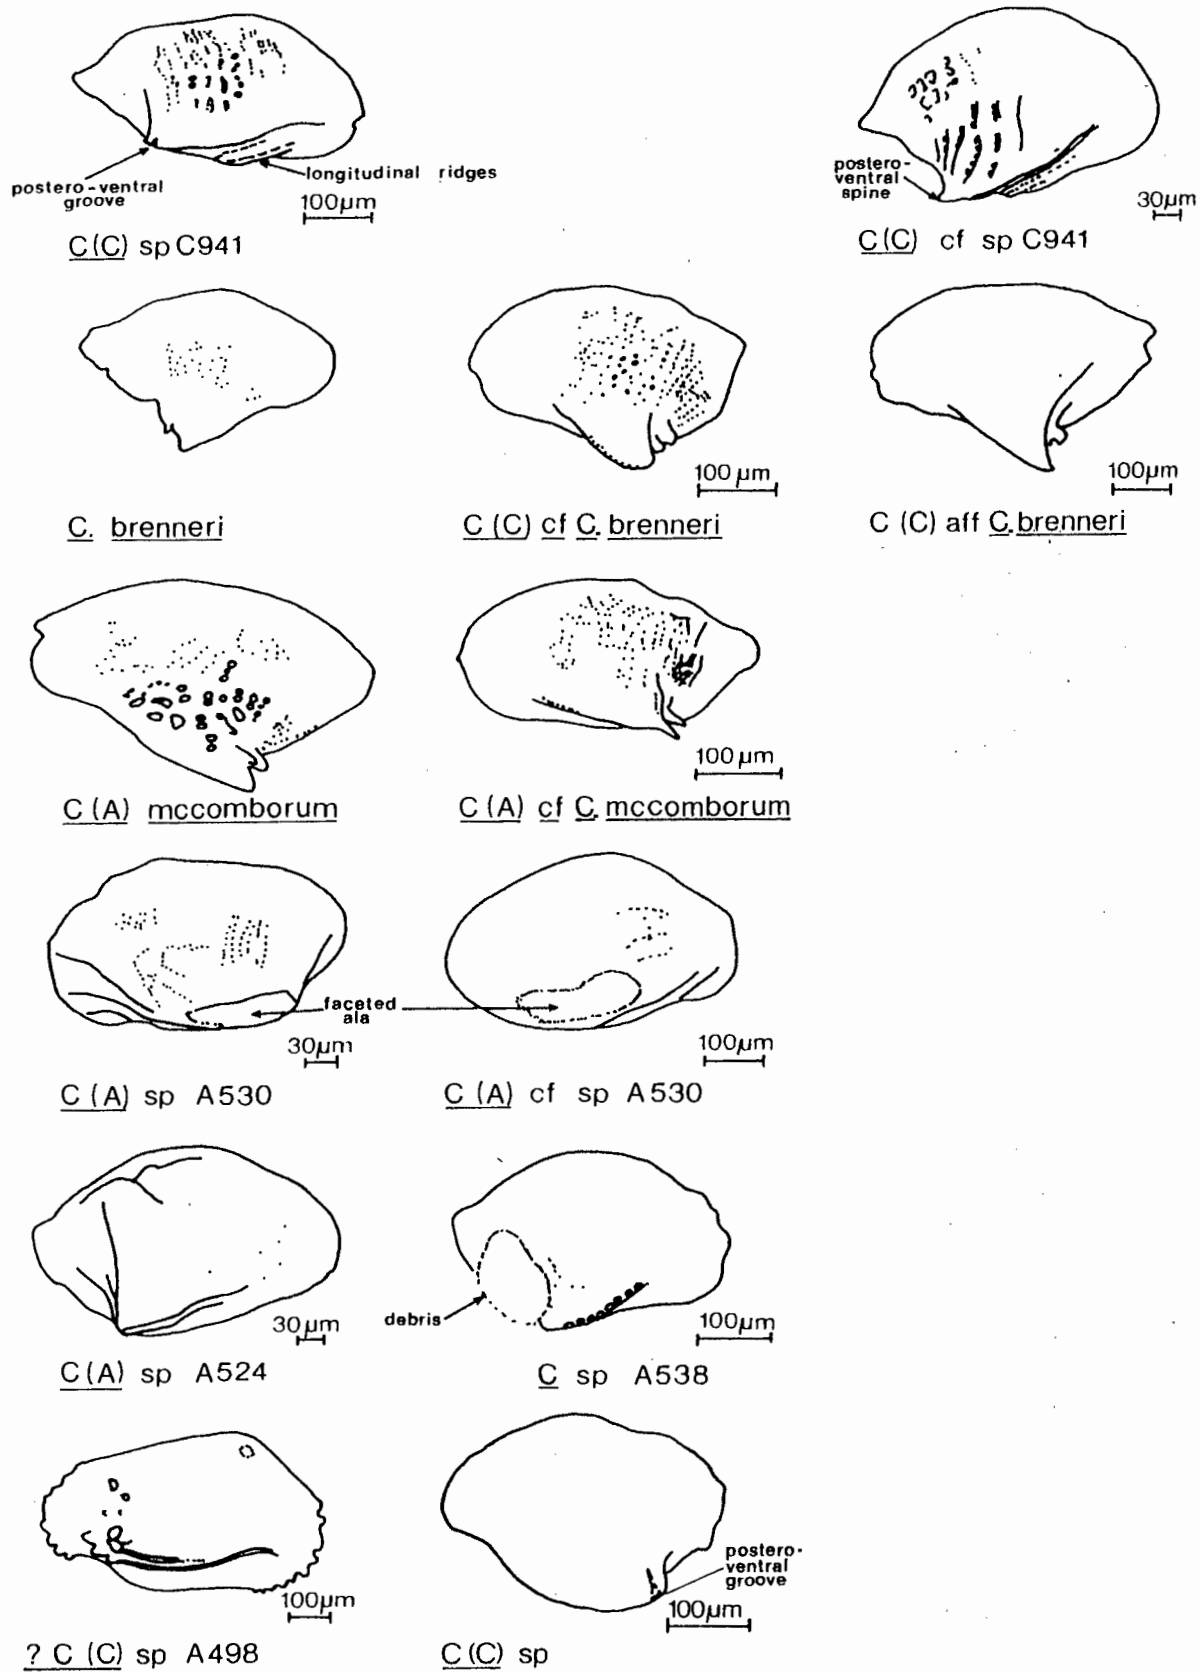 postero-ventral
groove
longitudinal ridges
100µm
C(C) sp C941
postero-
ventral
spine
30µm
C(C) cf sp C941
C. brenneri
100 µm
C(C) cf C. brenneri
100µm
C (C) aff C.brenneri
C(A) mccomborum
100 µm
C(A) cf C. mccomborum
faceted
ala
30µm
C(A) sp A530
100µm
C(A) cf sp A530
30µm
C(A) sp A524
debris
100µm
C sp A538
100µm
? C (C) sp A498
postero-
ventral
groove
100µm
C(C) sp